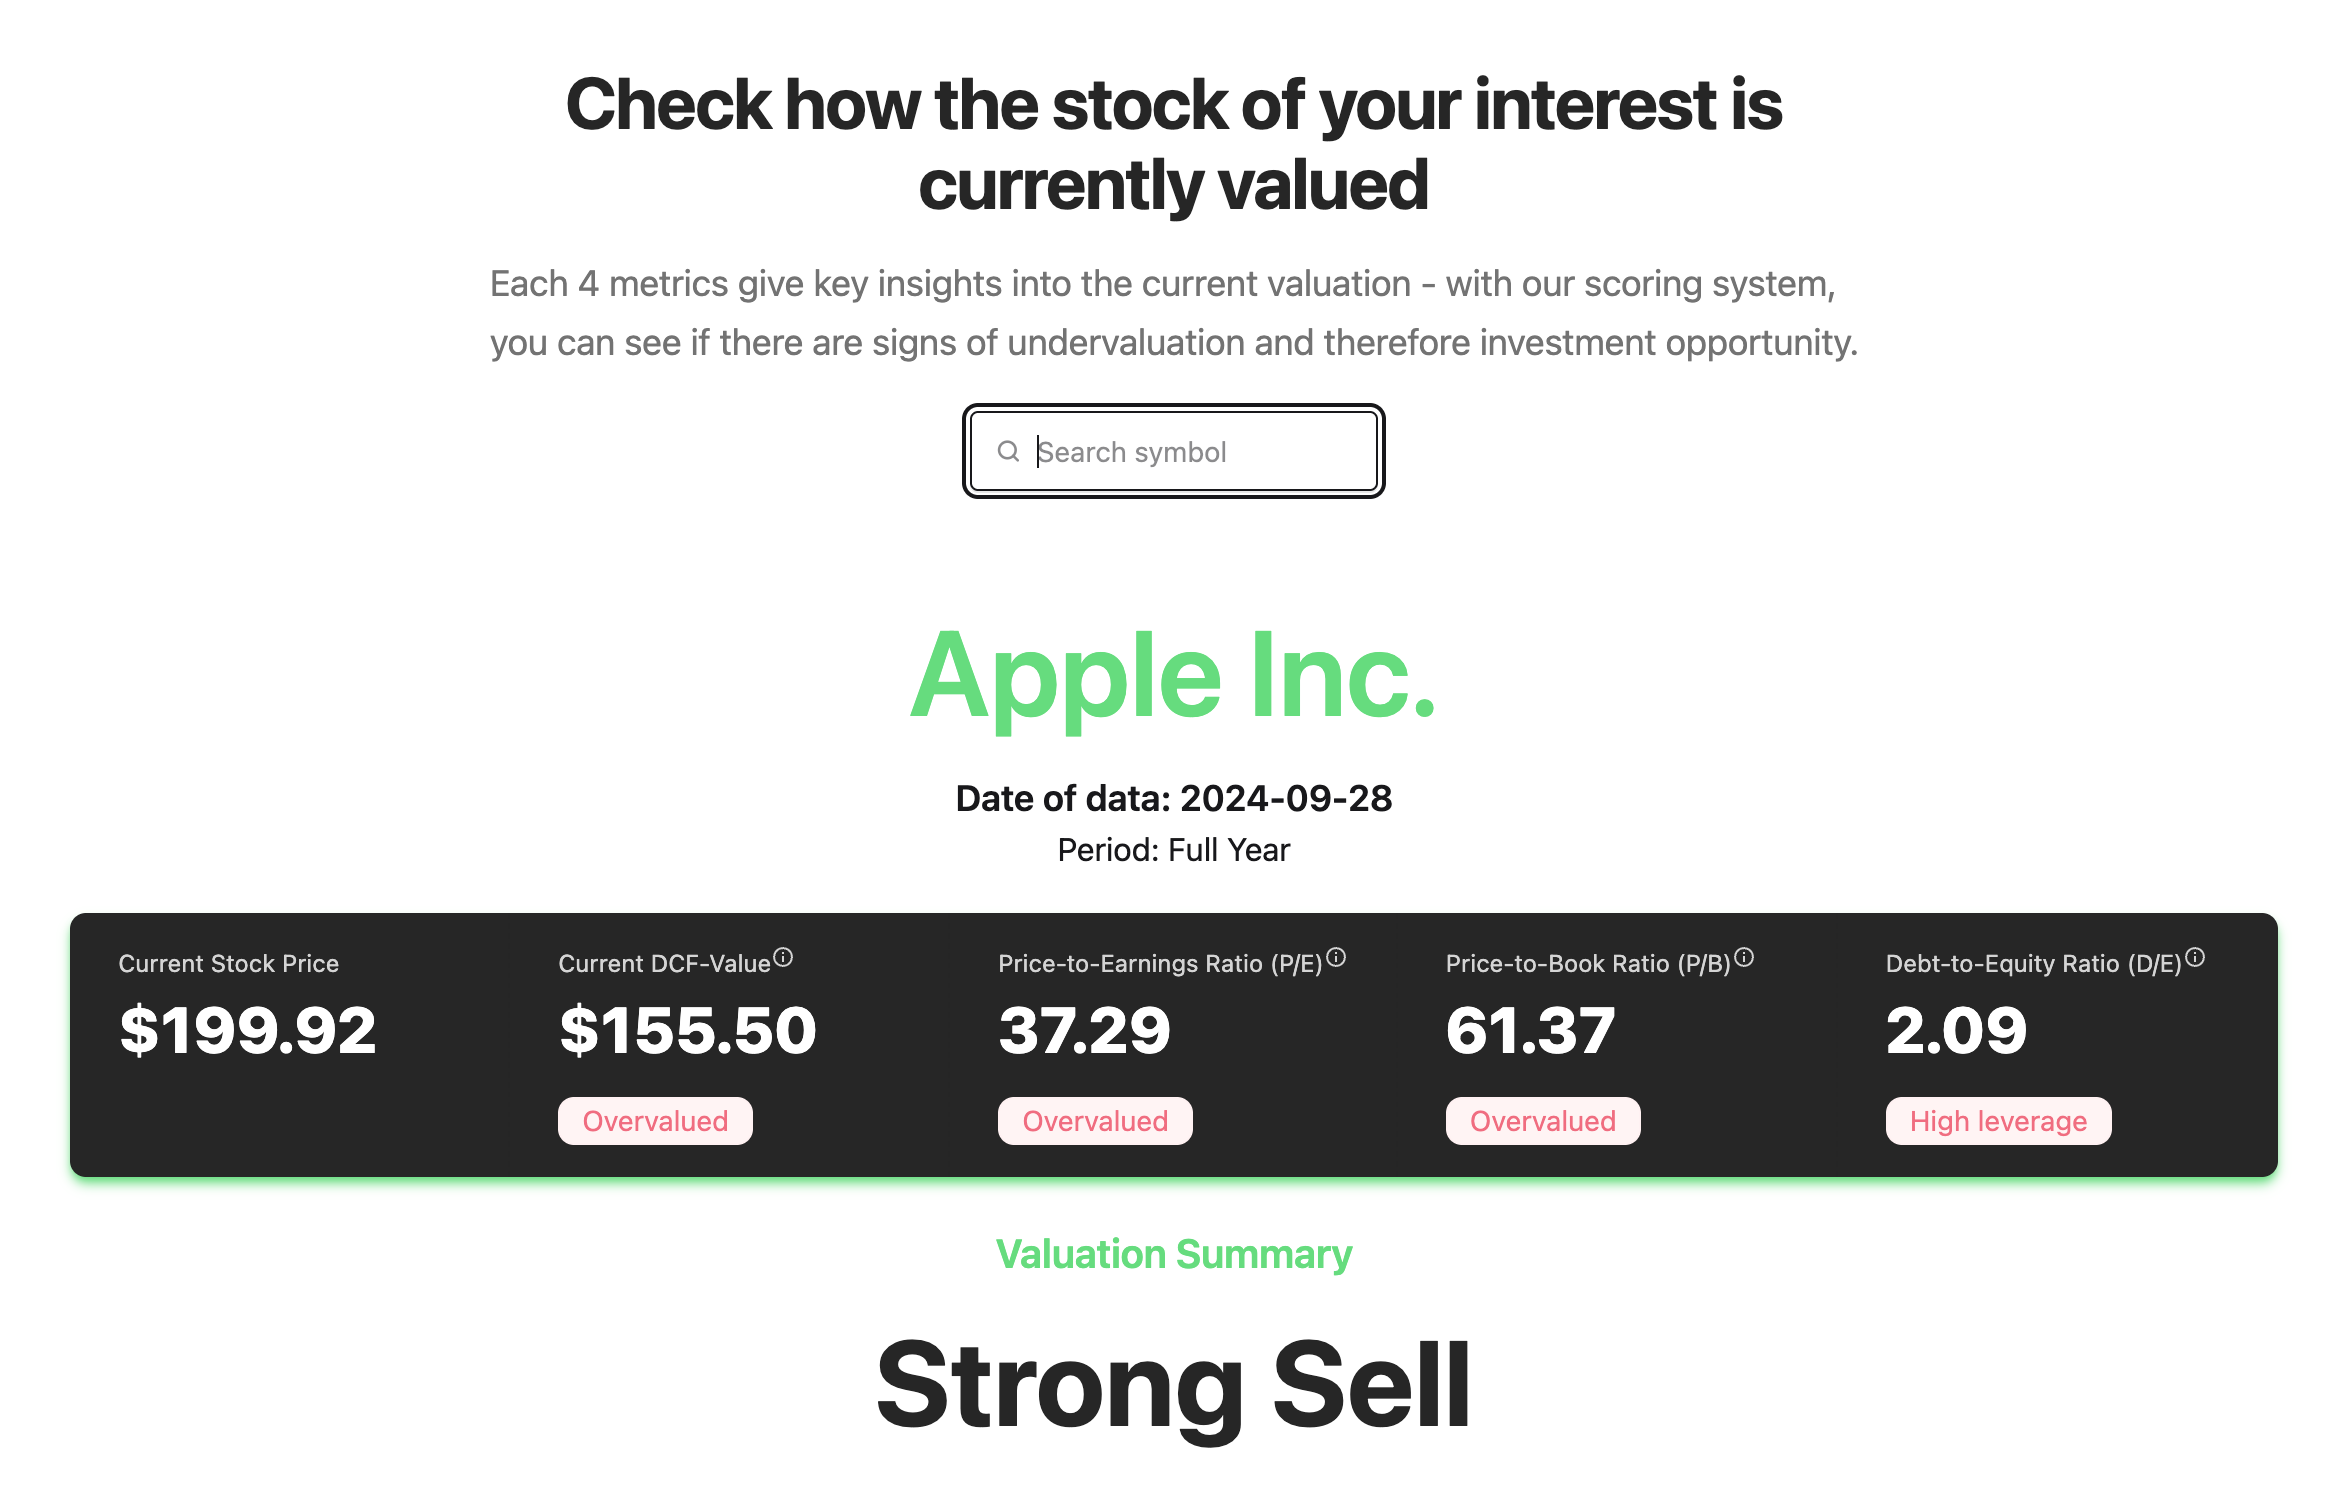 Check how the stock of your interest is
currently valued
Each 4 metrics give key insights into the current valuation - with our scoring system,
you can see if there are signs of undervaluation and therefore investment opportunity.
Search symbol
Apple Inc.
Date of data: 2024-09-28
Period: Full Year
Current Stock Price
$199.92
Current DCF-Value
$155.50
Overvalued
Price-to-Earnings Ratio (P/E)
37.29
Overvalued
Price-to-Book Ratio (P/B)
61.37
Overvalued
Debt-to-Equity Ratio (D/E)
2.09
High leverage
Valuation Summary
Strong Sell